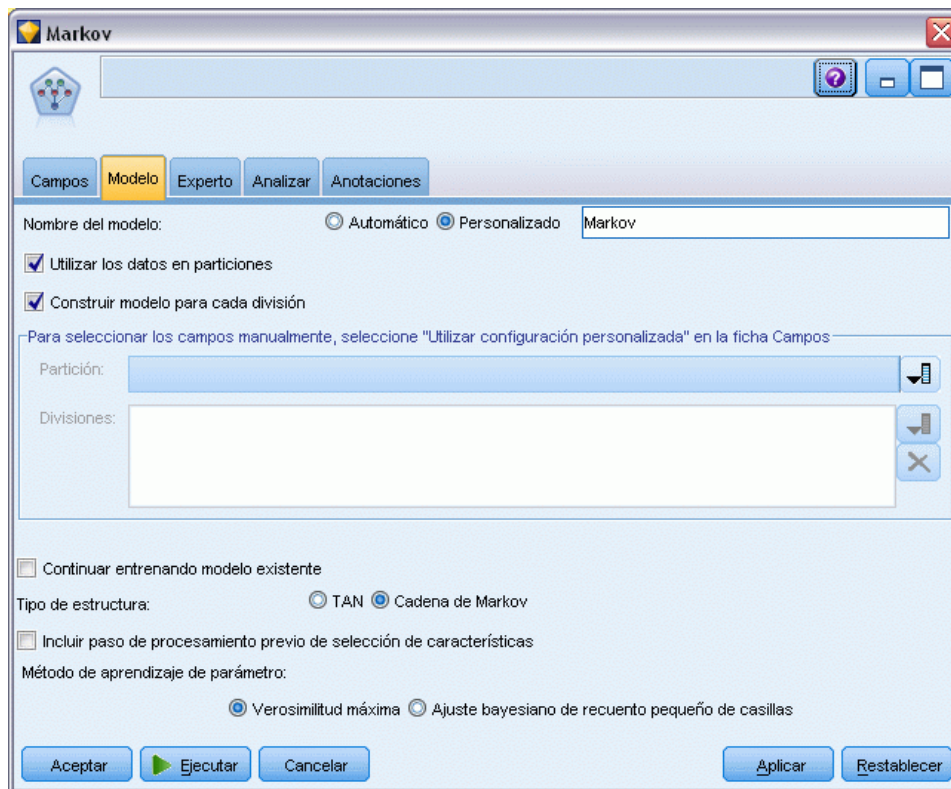 Markov
Campos Modelo Experto Analizar Anotaciones
Nombre del modelo: Automático Personalizado Markov
Utilizar los datos en particiones
Construir modelo para cada división
Para seleccionar los campos manualmente, seleccione "Utilizar configuración personalizada" en la ficha Campos
Partición:
Divisiones:
Continuar entrenando modelo existente
Tipo de estructura: TAN Cadena de Markov
Incluir paso de procesamiento previo de selección de características
Método de aprendizaje de parámetro:
Verosimilitud máxima Ajuste bayesiano de recuento pequeño de casillas
Aceptar Ejecutar Cancelar Aplicar Restablecer